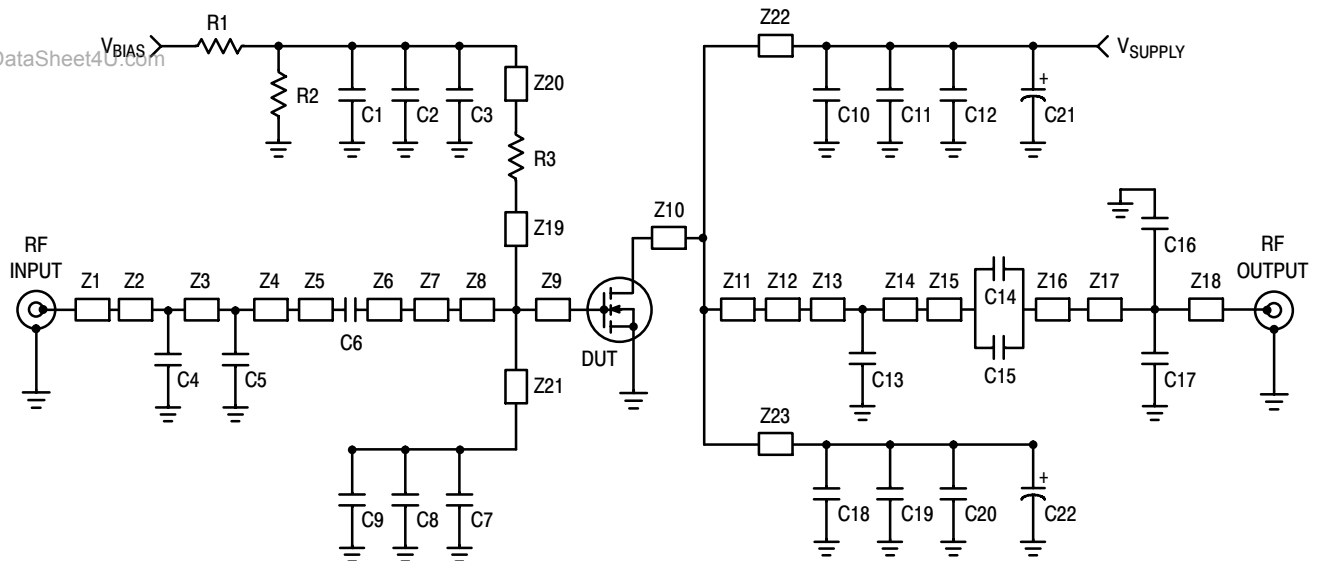 R1
Z22
VBIAS
DataSheet4U.com
VSUPPLY
R2
C1
C2
C3
Z20
C10
C11
C12
+
C21
R3
Z10
Z19
C16
RF
INPUT
RF
OUTPUT
Z1 Z2 Z3 Z4 Z5 Z6 Z7 Z8 Z9
Z11 Z12 Z13 Z14 Z15 C14 Z16 Z17 Z18
C6
DUT
C4
C5
C13
C15
C17
Z21
Z23
C9
C8
C7
C18
C19
C20
+
C22